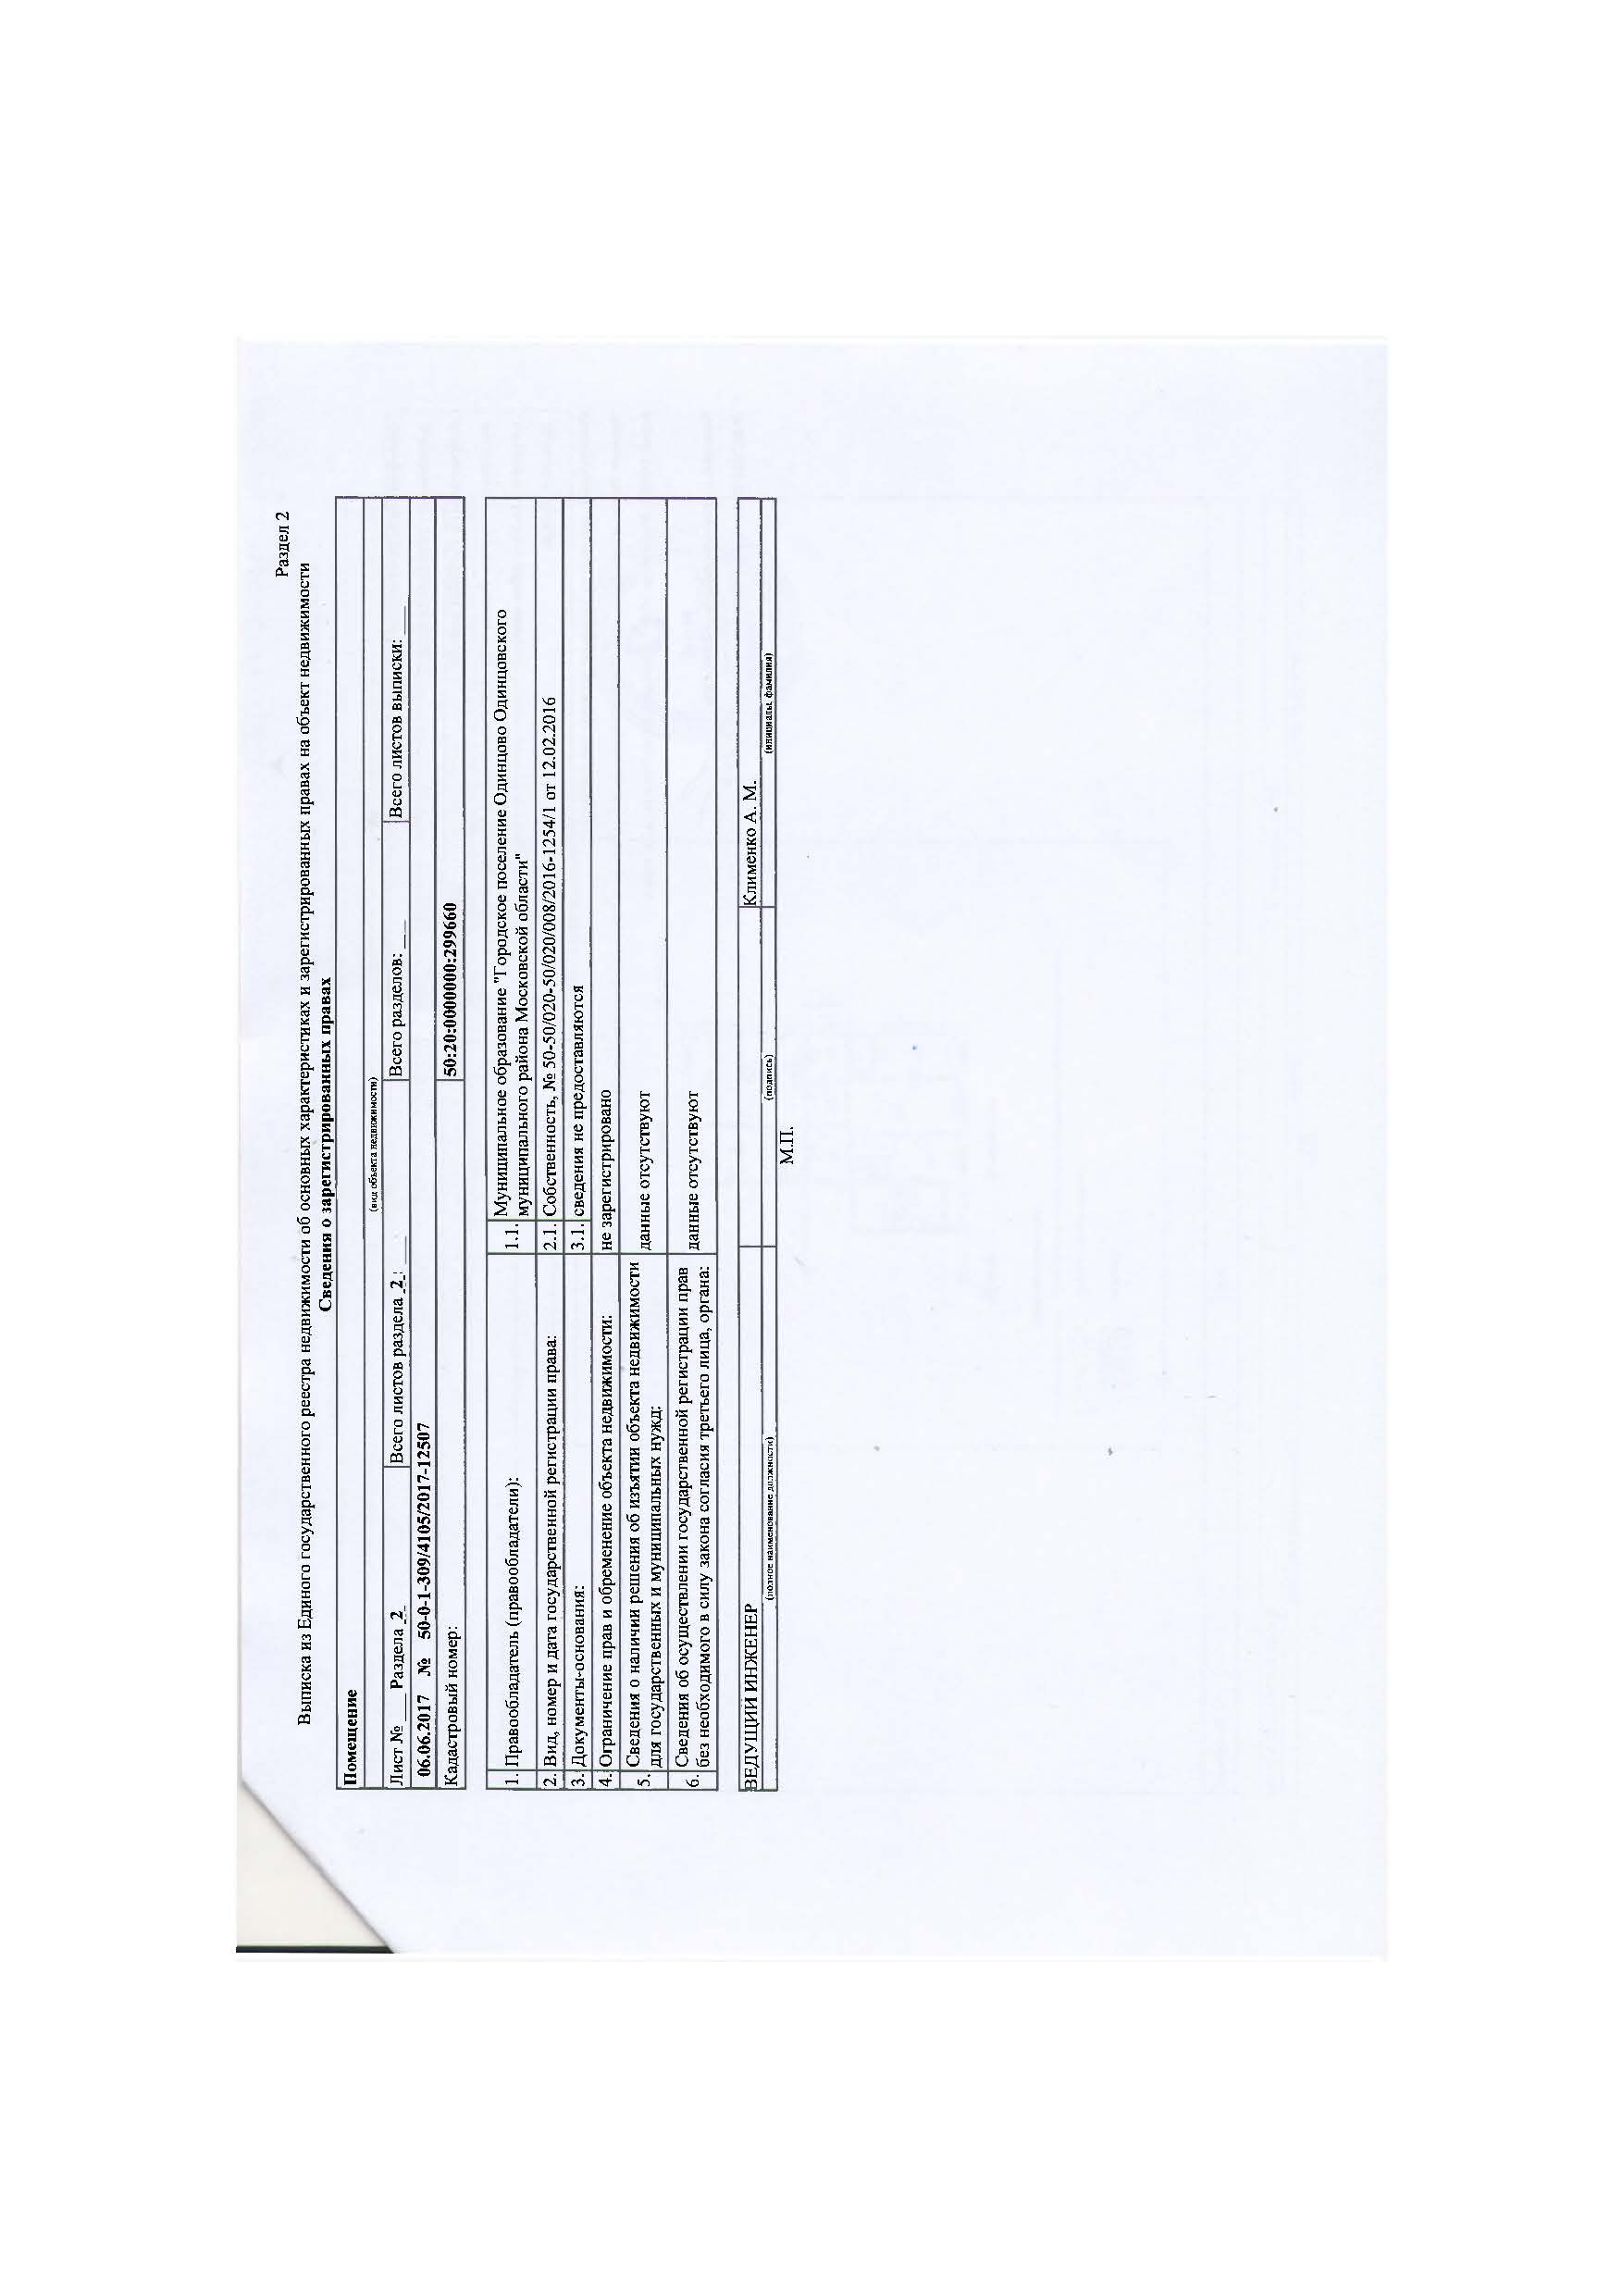 Раздел 2
Выписка из Единого государственного реестра недвижимости об основных характеристиках и зарегистрированных правах на объект недвижимости
Сведения о зарегистрированных правах
Помещение
(вид объекта недвижимости)
Лист № ___ Раздела 2 Всего листов раздела 2 : ___ Всего разделов: ___ Всего листов выписки: ___
06.06.2017 № 50-0-1-309/4105/2017-12507
Кадастровый номер: 50:20:0000000:299660
1. Правообладатель (правообладатели): 1.1. Муниципальное образование "Городское поселение Одинцово Одинцовского
муниципального района Московской области"
2. Вид, номер и дата государственной регистрации права: 2.1. Собственность, № 50-50/020-50/020/008/2016-1254/1 от 12.02.2016
3. Документы-основания: 3.1. сведения не предоставляются
4. Ограничение прав и обременение объекта недвижимости: не зарегистрировано
5. Сведения о наличии решения об изъятии объекта недвижимости
для государственных и муниципальных нужд: данные отсутствуют
6. Сведения об осуществлении государственной регистрации прав
без необходимого в силу закона согласия третьего лица, органа: данные отсутствуют
ВЕДУЩИЙ ИНЖЕНЕР Клименко А. М.
(полное наименование должности) (подпись) (инициалы, фамилия)
М.П.